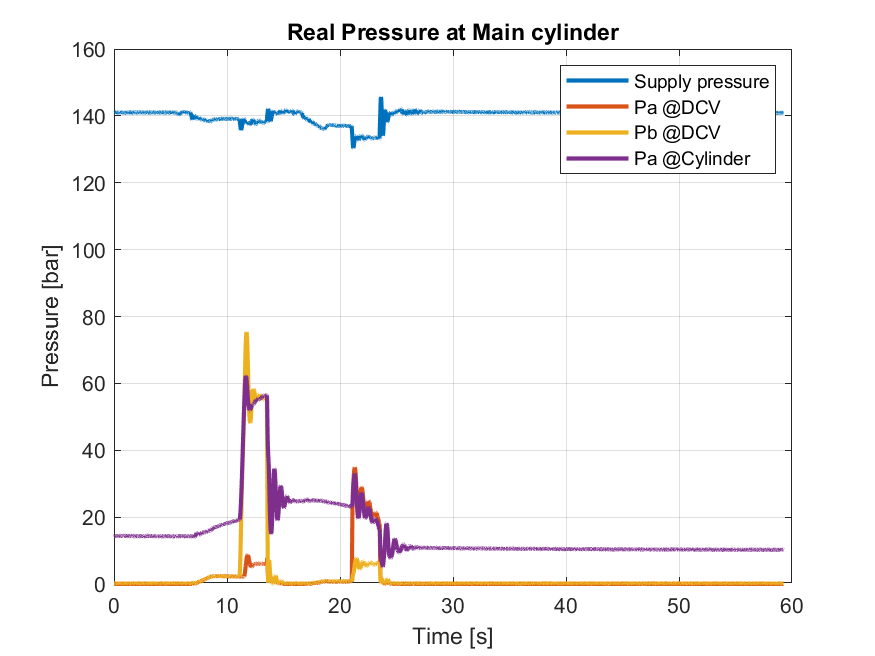 Real Pressure at Main cylinder
160
140
120
100
80
60
40
20
0
Pressure [bar]
Supply pressure
Pa @DCV
Pb @DCV
Pa @Cylinder
0 10 20 30 40 50 60
Time [s]